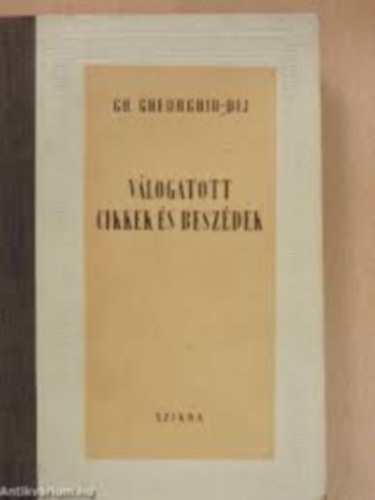 GH. GHEORGHIU-DEJ
VÁLOGATOTT
CIKKEK ÉS BESZÉDEK
SZIKRA
Antikvarium.hu